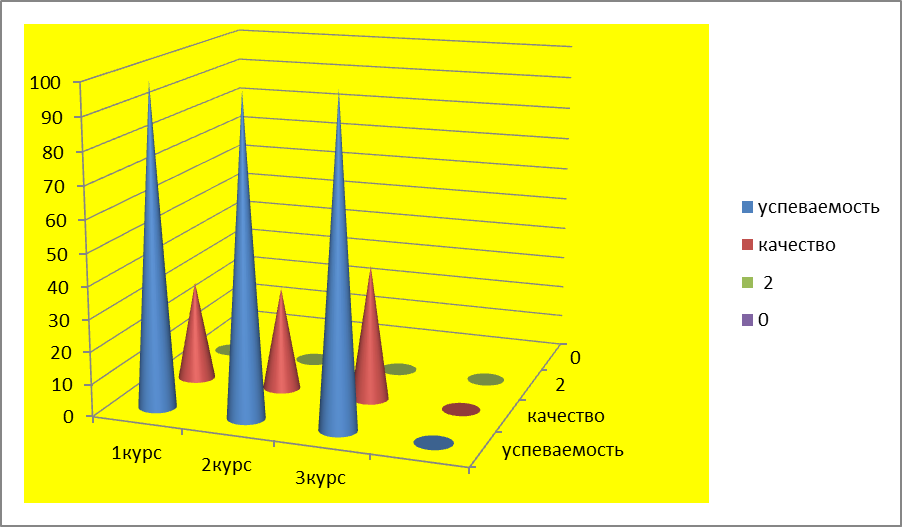 100
90
80
70
60
50
40
30
20
10
0
1курс
2курс
3курс
успеваемость
качество
2
0
успеваемость
качество
2
0